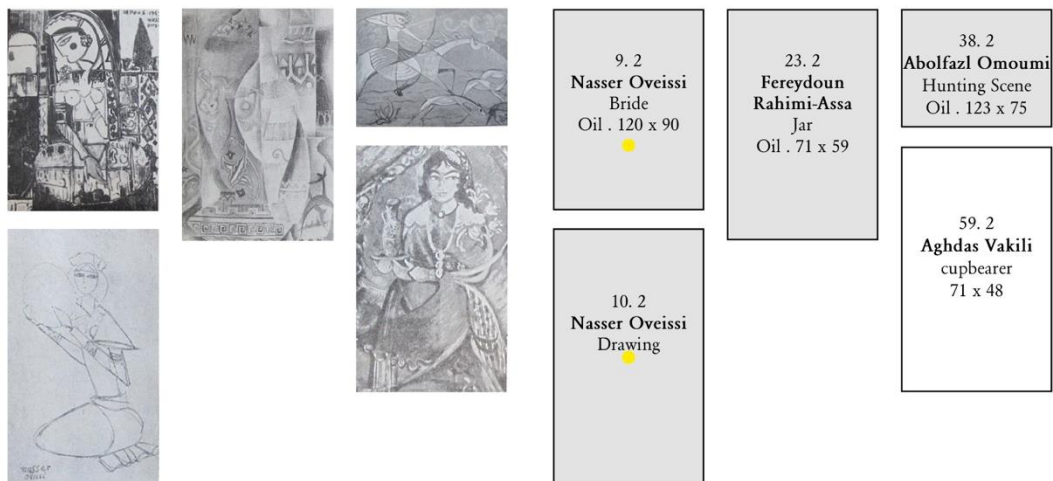 9. 2
Nasser Oveissi
Bride
Oil . 120 x 90
10. 2
Nasser Oveissi
Drawing
23. 2
Fereydoun
Rahimi-Assa
Jar
Oil . 71 x 59
38. 2
Abolfazl Omoumi
Hunting Scene
Oil . 123 x 75
59. 2
Aghdas Vakili
cupbearer
71 x 48